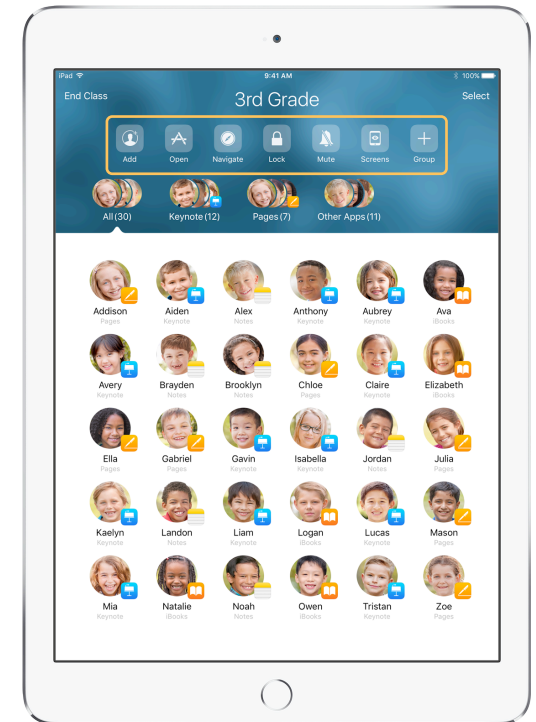 iPad 9:41 AM 100%
End Class 3rd Grade Select
Add Open Navigate Lock Mute Screens Group
All (30) Keynote (12) Pages (7) Other Apps (11)
Addison Aiden Alex Anthony Aubrey Ava
Pages Keynote Notes Keynote Keynote iBooks
Avery Brayden Brooklyn Chloe Claire Elizabeth
Keynote Notes Notes Pages Keynote iBooks
Ella Gabriel Gavin Isabella Jordan Julia
Pages Pages Keynote Keynote Notes Pages
Kaelyn Landon Liam Logan Lucas Mason
Keynote Notes Keynote iBooks Keynote Pages
Mia Natalie Noah Owen Tristan Zoe
Keynote iBooks Notes iBooks Keynote Pages